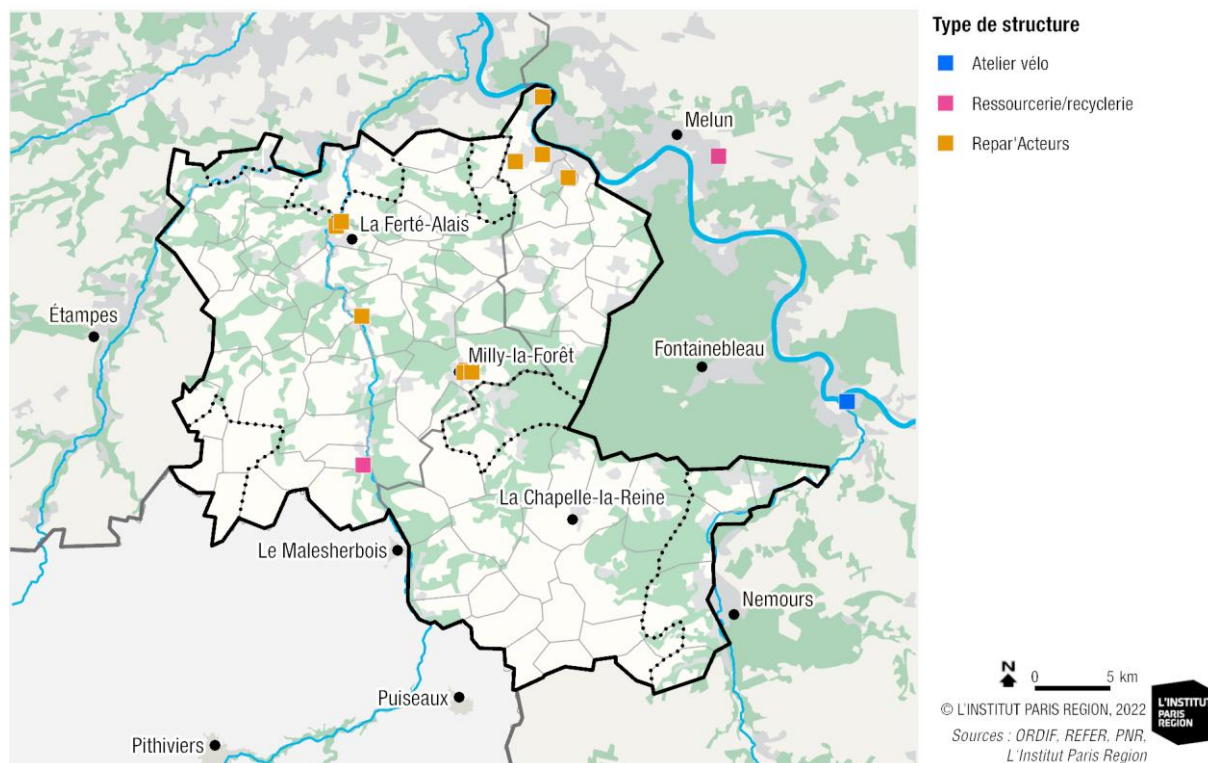 Type de structure
Atelier vélo
Ressourcerie/recyclerie
Repar'Acteurs
Melun
La Ferté-Alais
Étampes
Milly-la-Forêt
Fontainebleau
La Chapelle-la-Reine
Le Malesherbois
Nemours
Puiseaux
Pithiviers
N
0 5 km
© L'INSTITUT PARIS REGION, 2022
Sources : ORDIF, REFER, PNR,
L'Institut Paris Region
L'INSTITUT
PARIS
REGION